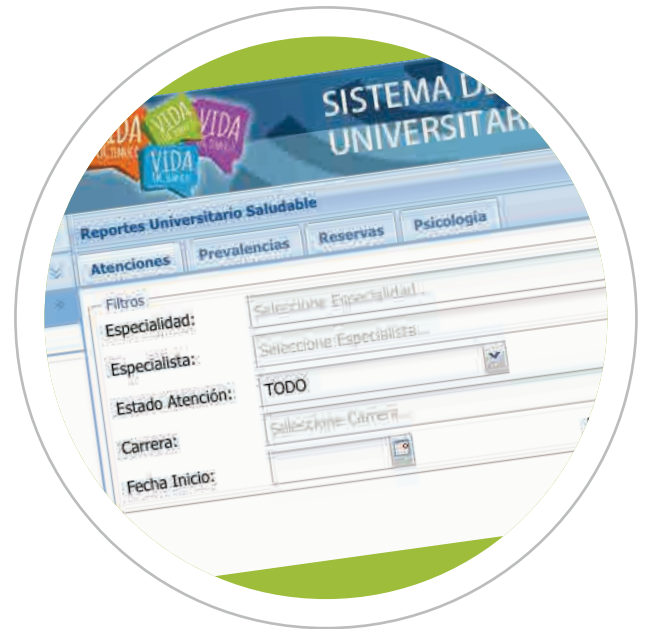 VIDA
VIDA
VIDA
VIDA
SISTEMA DE
UNIVERSITAR
Reportes Universitario Saludable
Atenciones Prevalencias Reservas Psicología
Filtros
Especialidad: Seleccione Especialidad...
Especialista: Seleccione Especialista...
Estado Atención: TODO
Carrera: Seleccione Carrera...
Fecha Inicio: